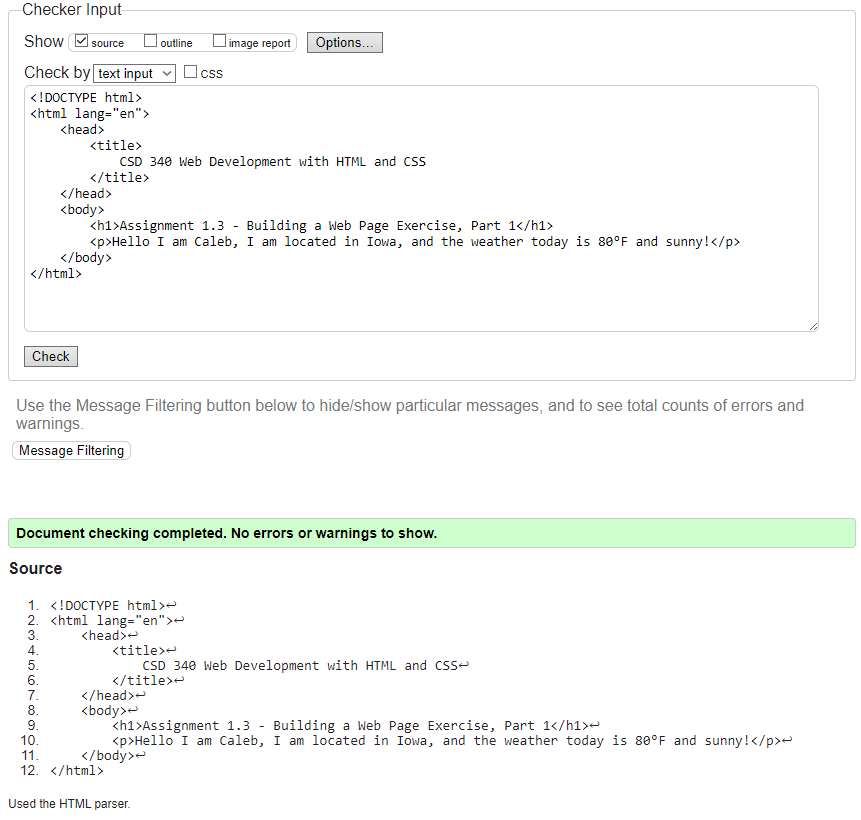 Checker Input
Show source outline image report Options...
Check by text input css
<!DOCTYPE html>
<html lang="en">
    <head>
        <title>
            CSD 340 Web Development with HTML and CSS
        </title>
    </head>
    <body>
        <h1>Assignment 1.3 - Building a Web Page Exercise, Part 1</h1>
        <p>Hello I am Caleb, I am located in Iowa, and the weather today is 80°F and sunny!</p>
    </body>
</html>
Check
Use the Message Filtering button below to hide/show particular messages, and to see total counts of errors and
warnings.
Message Filtering
Document checking completed. No errors or warnings to show.
Source
1. <!DOCTYPE html>↩
2. <html lang="en">↩
3.     <head>↩
4.         <title>↩
5.             CSD 340 Web Development with HTML and CSS↩
6.         </title>↩
7.     </head>↩
8.     <body>↩
9.         <h1>Assignment 1.3 - Building a Web Page Exercise, Part 1</h1>↩
10.         <p>Hello I am Caleb, I am located in Iowa, and the weather today is 80°F and sunny!</p>↩
11.     </body>↩
12. </html>
Used the HTML parser.